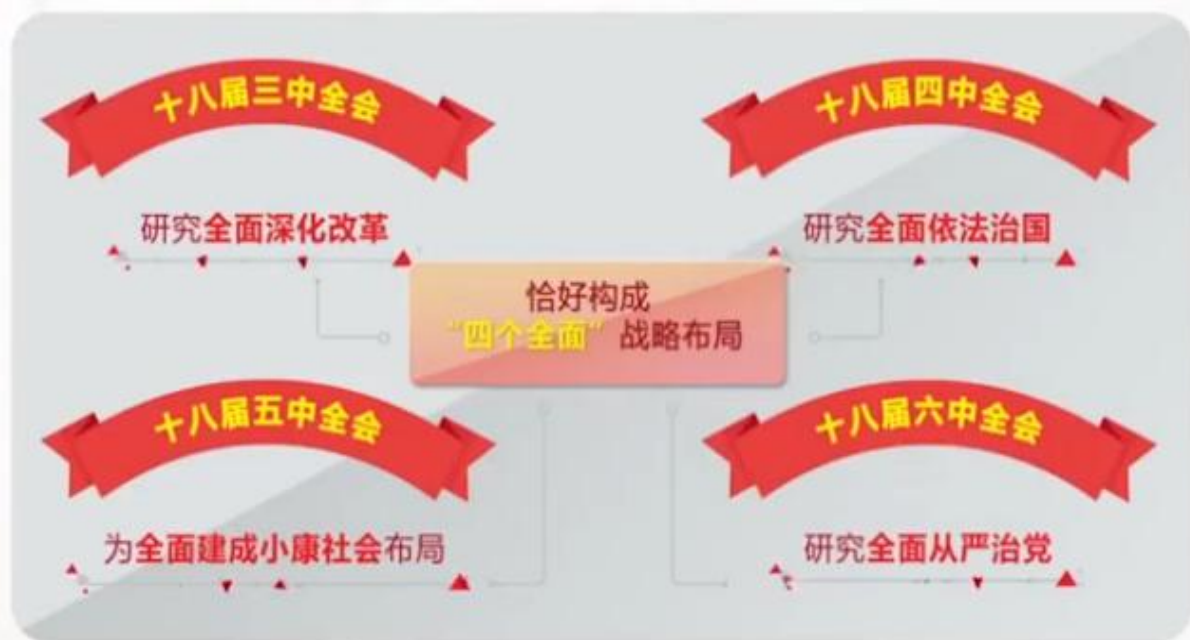 十八届三中全会
研究全面深化改革
十八届四中全会
研究全面依法治国
恰好构成
“四个全面”战略布局
十八届五中全会
为全面建成小康社会布局
十八届六中全会
研究全面从严治党